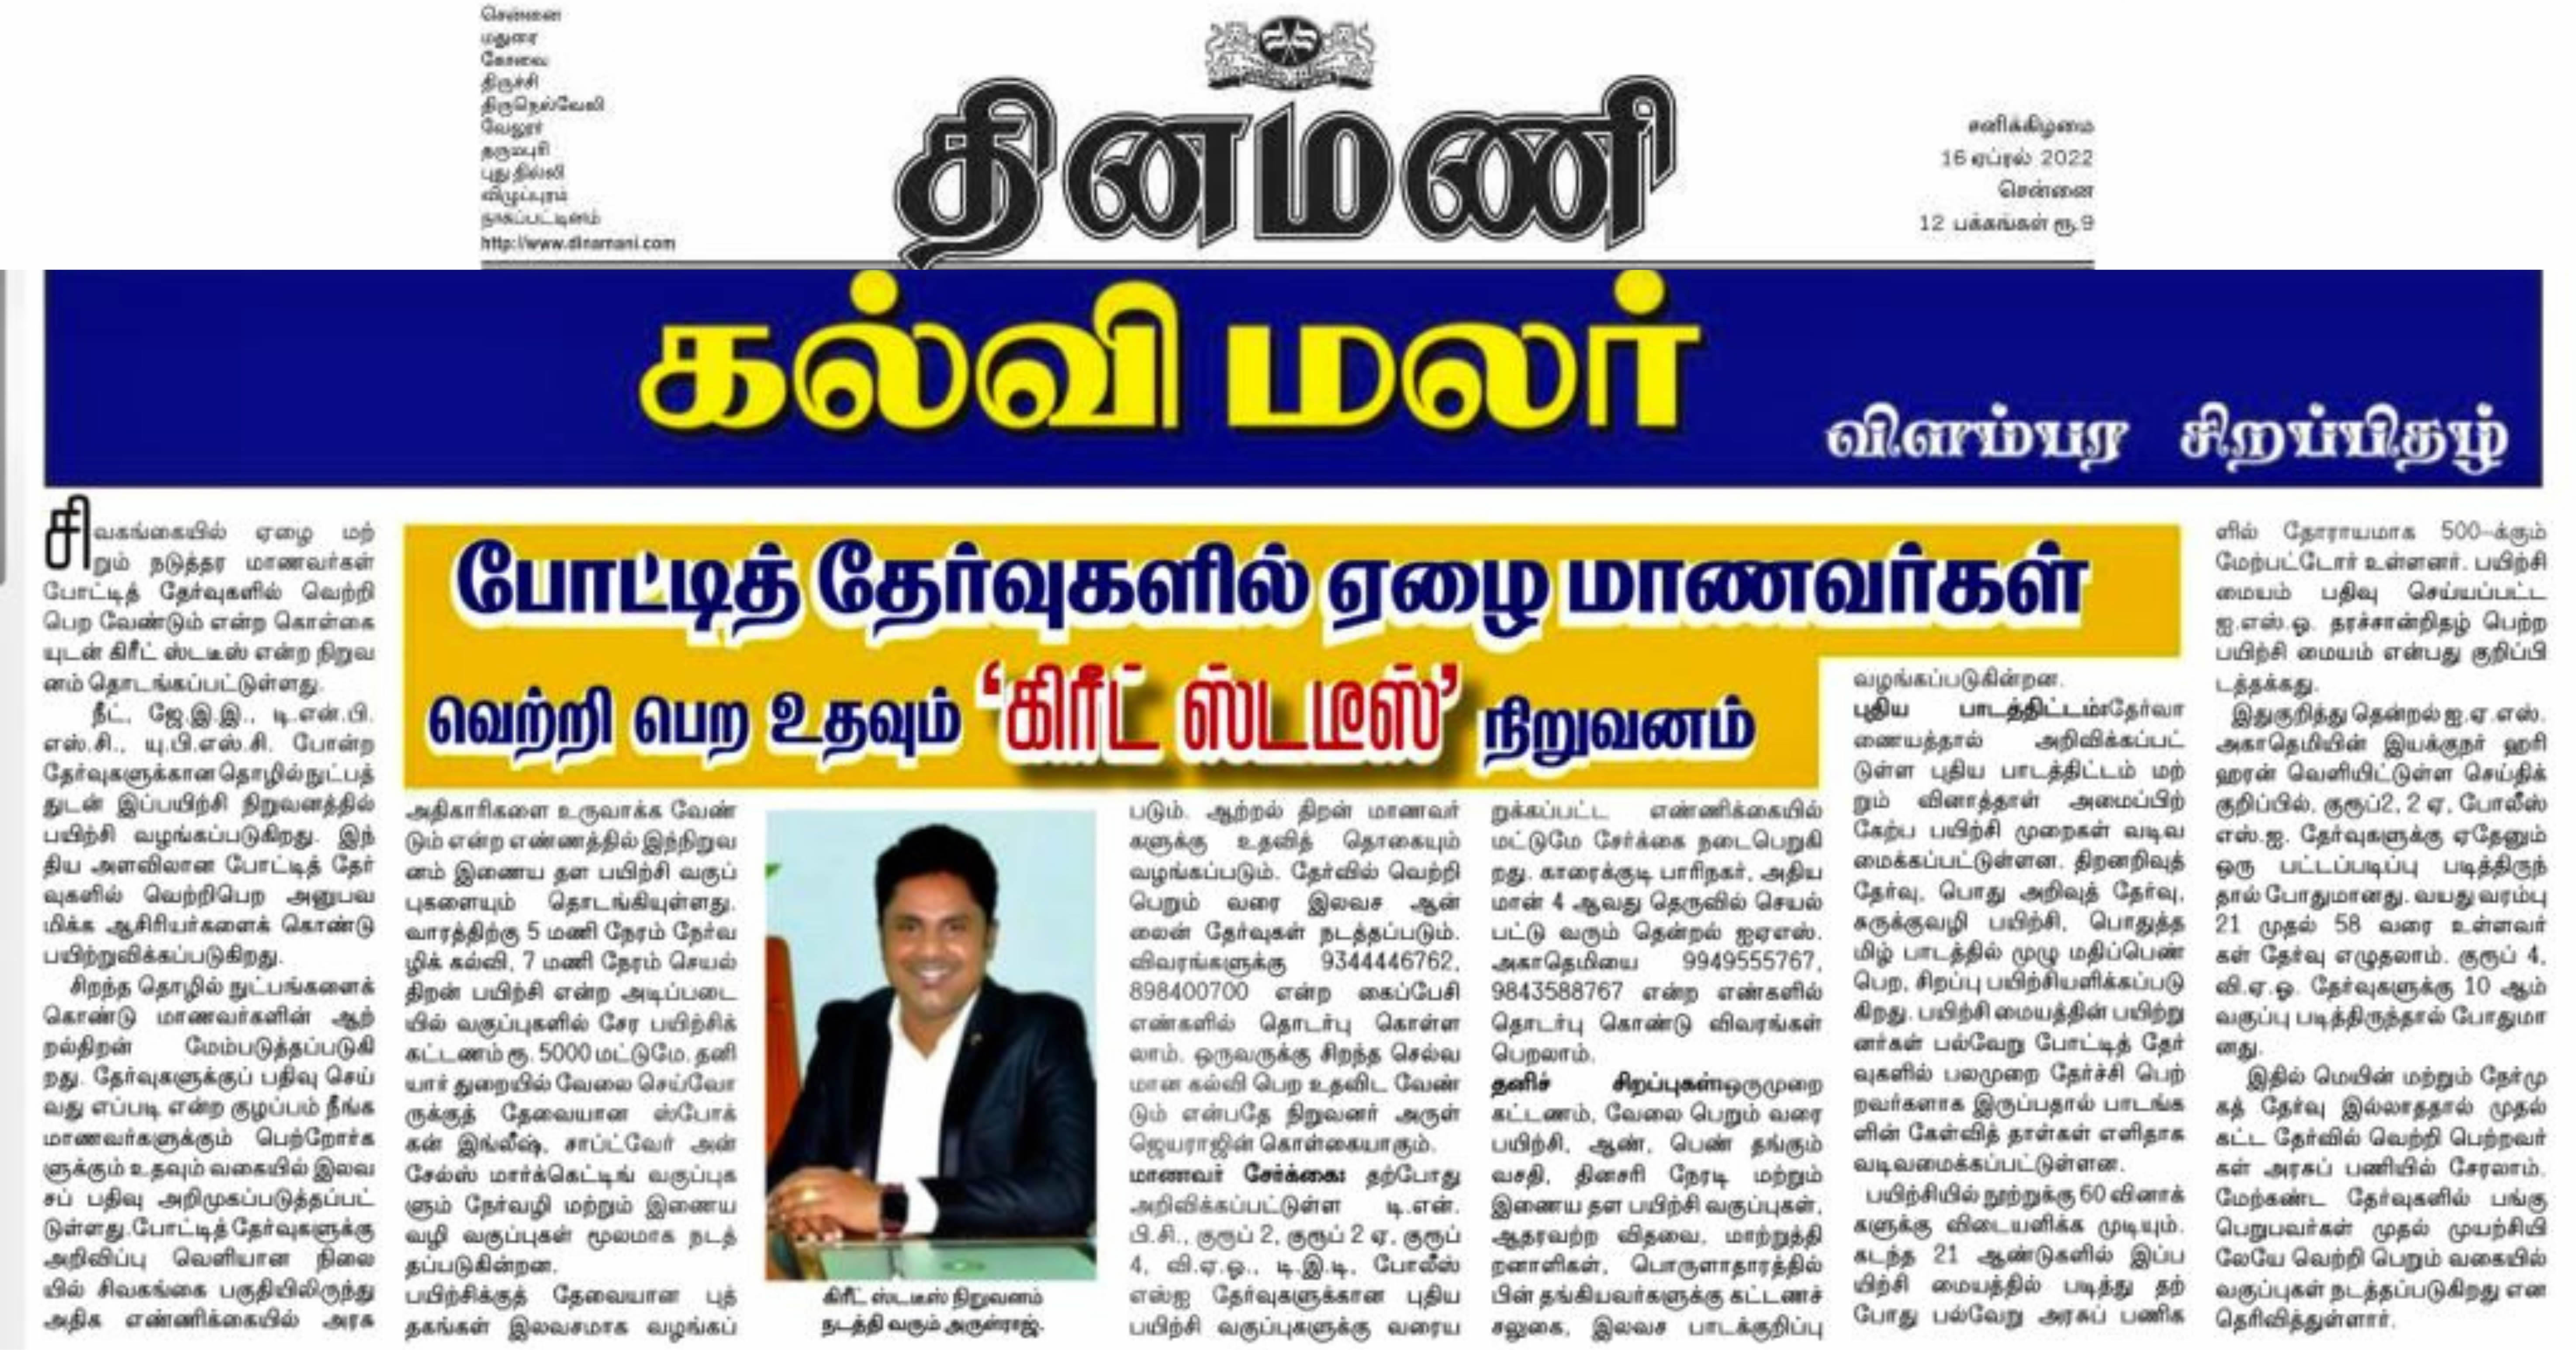 சென்னை
மதுரை
கோவை
திருச்சி
திருநெல்வேலி
வேலூர்
தருமபுரி
புதுதில்லி
விழுப்புரம்
நாகப்பட்டினம்
http://www.dinamani.com
தினமணி
சனிக்கிழமை
16 ஏப்ரல் 2022
சென்னை
12 பக்கங்கள் ரூ.9
கல்வி மலர்
விளம்பர சிறப்பிதழ்
போட்டித் தேர்வுகளில் ஏழை மாணவர்கள்
வெற்றி பெற உதவும் 'கிரீட் ஸ்டடீஸ்' நிறுவனம்
சிவகங்கையில் ஏழை மற்
றும் நடுத்தர மாணவர்கள்
போட்டித் தேர்வுகளில் வெற்றி
பெற வேண்டும் என்ற கொள்கை
யுடன் கிரீட் ஸ்டடீஸ் என்ற நிறுவ
னம் தொடங்கப்பட்டுள்ளது.
நீட், ஜே.இ.இ., டி.என்.பி.
எஸ்.சி., யு.பி.எஸ்.சி. போன்ற
தேர்வுகளுக்கான தொழில்நுட்பத்
துடன் இப்பயிற்சி நிறுவனத்தில்
பயிற்சி வழங்கப்படுகிறது. இந்
திய அளவிலான போட்டித் தேர்
வுகளில் வெற்றிபெற அனுபவ
மிக்க ஆசிரியர்களைக் கொண்டு
பயிற்றுவிக்கப்படுகிறது.
சிறந்த தொழில் நுட்பங்களைக்
கொண்டு மாணவர்களின் ஆற்
றல்திறன் மேம்படுத்தப்படுகி
றது. தேர்வுகளுக்குப் பதிவு செய்
வது எப்படி என்ற குழப்பம் நீங்க
மாணவர்களுக்கும் பெற்றோர்க
ளுக்கும் உதவும் வகையில் இலவ
சப் பதிவு அறிமுகப்படுத்தப்பட்
டுள்ளது.போட்டித் தேர்வுகளுக்கு
அறிவிப்பு வெளியான நிலை
யில் சிவகங்கை பகுதியிலிருந்து
அதிக எண்ணிக்கையில் அரசு
அதிகாரிகளை உருவாக்க வேண்
டும் என்ற எண்ணத்தில் இந்நிறுவ
னம் இணைய தள பயிற்சி வகுப்
புகளையும் தொடங்கியுள்ளது.
வாரத்திற்கு 5 மணி நேரம் நேர்வ
ழிக் கல்வி, 7 மணி நேரம் செயல்
திறன் பயிற்சி என்ற அடிப்படை
யில் வகுப்புகளில் சேர பயிற்சிக்
கட்டணம் ரூ. 5000 மட்டுமே. தனி
யார் துறையில் வேலை செய்வோ
ருக்குத் தேவையான ஸ்போக்
கன் இங்லீஷ், சாப்ட்வேர் அன்
சேல்ஸ் மார்க்கெட்டிங் வகுப்புக
ளும் நேர்வழி மற்றும் இணைய
வழி வகுப்புகள் மூலமாக நடத்
தப்படுகின்றன.
பயிற்சிக்குத் தேவையான புத்
தகங்கள் இலவசமாக வழங்கப்
கிரீட் ஸ்டடீஸ் நிறுவனம்
நடத்தி வரும் அருள்ராஜ்.
படும். ஆற்றல் திறன் மாணவர்
களுக்கு உதவித் தொகையும்
வழங்கப்படும். தேர்வில் வெற்றி
பெறும் வரை இலவச ஆன்
லைன் தேர்வுகள் நடத்தப்படும்.
விவரங்களுக்கு 9344446762,
898400700 என்ற கைப்பேசி
எண்களில் தொடர்பு கொள்ள
லாம். ஒருவருக்கு சிறந்த செல்வ
மான கல்வி பெற உதவிட வேண்
டும் என்பதே நிறுவனர் அருள்
ஜெயராஜின் கொள்கையாகும்.
மாணவர் சேர்க்கை: தற்போது
அறிவிக்கப்பட்டுள்ள டி.என்.
பி.சி., குரூப் 2, குரூப் 2 ஏ, குரூப்
4, வி.ஏ.ஓ., டி.இ.டி, போலீஸ்
எஸ்ஐ தேர்வுகளுக்கான புதிய
பயிற்சி வகுப்புகளுக்கு வரைய
றுக்கப்பட்ட எண்ணிக்கையில்
மட்டுமே சேர்க்கை நடைபெறுகி
றது. காரைக்குடி பாரிநகர், அதிய
மான் 4 ஆவது தெருவில் செயல்
பட்டு வரும் தென்றல் ஐஏஎஸ்.
அகாதெமியை 9949555767,
9843588767 என்ற எண்களில்
தொடர்பு கொண்டு விவரங்கள்
பெறலாம்.
தனிச் சிறப்புகள்:ஒருமுறை
கட்டணம், வேலை பெறும் வரை
பயிற்சி, ஆண், பெண் தங்கும்
வசதி, தினசரி நேரடி மற்றும்
இணைய தள பயிற்சி வகுப்புகள்,
ஆதரவற்ற விதவை, மாற்றுத்தி
றனாளிகள், பொருளாதாரத்தில்
பின் தங்கியவர்களுக்கு கட்டணச்
சலுகை, இலவச பாடக்குறிப்பு
வழங்கப்படுகின்றன.
புதிய பாடத்திட்டம்:தேர்வா
ணையத்தால் அறிவிக்கப்பட்
டுள்ள புதிய பாடத்திட்டம் மற்
றும் வினாத்தாள் அமைப்பிற்
கேற்ப பயிற்சி முறைகள் வடிவ
மைக்கப்பட்டுள்ளன. திறனறிவுத்
தேர்வு, பொது அறிவுத் தேர்வு,
சுருக்குவழி பயிற்சி, பொதுத்த
மிழ் பாடத்தில் முழு மதிப்பெண்
பெற, சிறப்பு பயிற்சியளிக்கப்படு
கிறது. பயிற்சி மையத்தின் பயிற்று
னர்கள் பல்வேறு போட்டித் தேர்
வுகளில் பலமுறை தேர்ச்சி பெற்
றவர்களாக இருப்பதால் பாடங்க
ளின் கேள்வித் தாள்கள் எளிதாக
வடிவமைக்கப்பட்டுள்ளன.
பயிற்சியில் நூற்றுக்கு 60 வினாக்
களுக்கு விடையளிக்க முடியும்.
கடந்த 21 ஆண்டுகளில் இப்ப
யிற்சி மையத்தில் படித்து தற்
போது பல்வேறு அரசுப் பணிக
ளில் தோராயமாக 500-க்கும்
மேற்பட்டோர் உள்ளனர். பயிற்சி
மையம் பதிவு செய்யப்பட்ட
ஐ.எஸ்.ஓ. தரச்சான்றிதழ் பெற்ற
பயிற்சி மையம் என்பது குறிப்பி
டத்தக்கது.
இதுகுறித்து தென்றல் ஐ.ஏ.எஸ்.
அகாதெமியின் இயக்குநர் ஹரி
ஹரன் வெளியிட்டுள்ள செய்திக்
குறிப்பில், குரூப்2, 2 ஏ, போலீஸ்
எஸ்.ஐ. தேர்வுகளுக்கு ஏதேனும்
ஒரு பட்டப்படிப்பு படித்திருந்
தால் போதுமானது. வயது வரம்பு
21 முதல் 58 வரை உள்ளவர்
கள் தேர்வு எழுதலாம். குரூப் 4,
வி.ஏ.ஓ. தேர்வுகளுக்கு 10 ஆம்
வகுப்பு படித்திருந்தால் போதுமா
னது.
இதில் மெயின் மற்றும் நேர்மு
கத் தேர்வு இல்லாததால் முதல்
கட்ட தேர்வில் வெற்றி பெற்றவர்
கள் அரசுப் பணியில் சேரலாம்.
மேற்கண்ட தேர்வுகளில் பங்கு
பெறுபவர்கள் முதல் முயற்சியி
லேயே வெற்றி பெறும் வகையில்
வகுப்புகள் நடத்தப்படுகிறது என
தெரிவித்துள்ளார்.